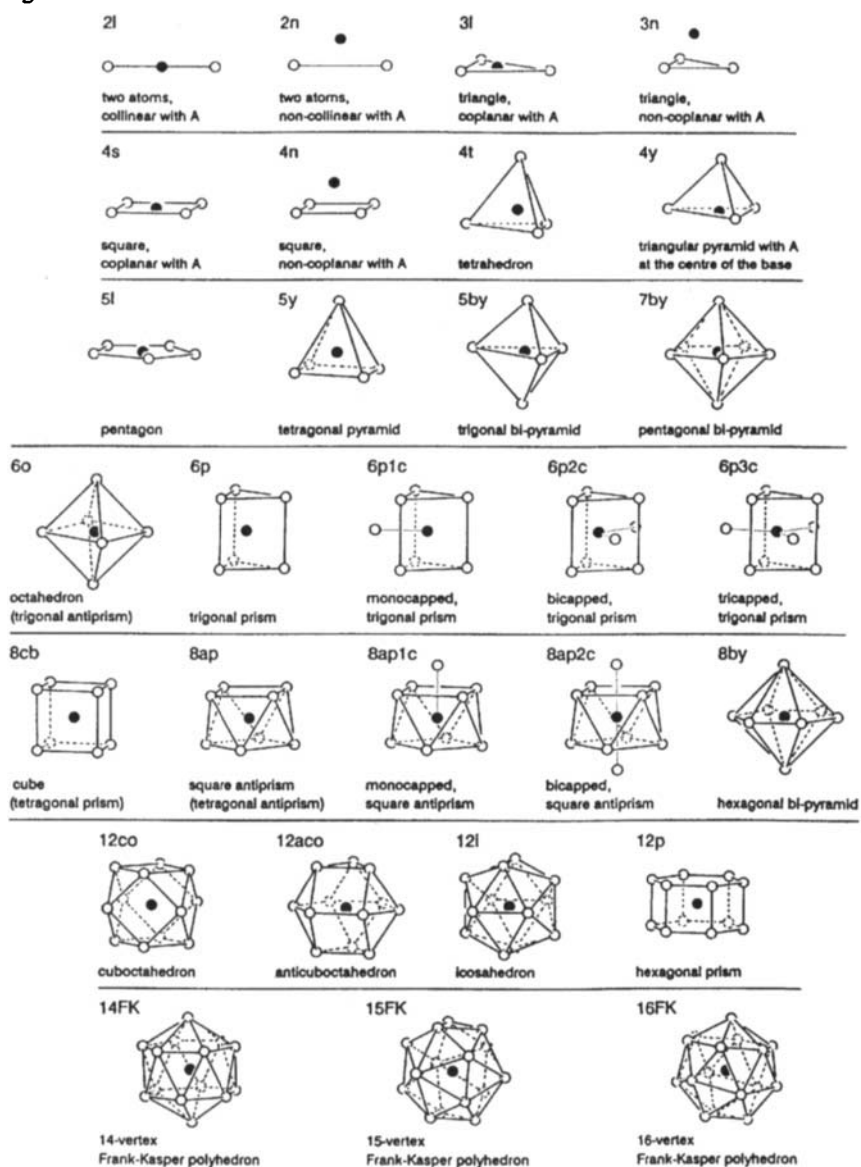 2l 2n 3l 3n
two atoms, two atoms, triangle, triangle,
collinear with A non-collinear with A coplanar with A non-coplanar with A
4s 4n 4t 4y
square, square, triangular pyramid with A
coplanar with A non-coplanar with A tetrahedron at the centre of the base
5l 5y 5by 7by
pentagon tetragonal pyramid trigonal bi-pyramid pentagonal bi-pyramid
6o 6p 6p1c 6p2c 6p3c
octahedron monocapped, bicapped, tricapped,
(trigonal antiprism) trigonal prism trigonal prism trigonal prism trigonal prism
8cb 8ap 8ap1c 8ap2c 8by
cube square antiprism monocapped, bicapped,
(tetragonal prism) (tetragonal antiprism) square antiprism square antiprism hexagonal bi-pyramid
12co 12aco 12i 12p
cuboctahedron anticuboctahedron icosahedron hexagonal prism
14FK 15FK 16FK
14-vertex 15-vertex 16-vertex
Frank-Kasper polyhedron Frank-Kasper polyhedron Frank-Kasper polyhedron